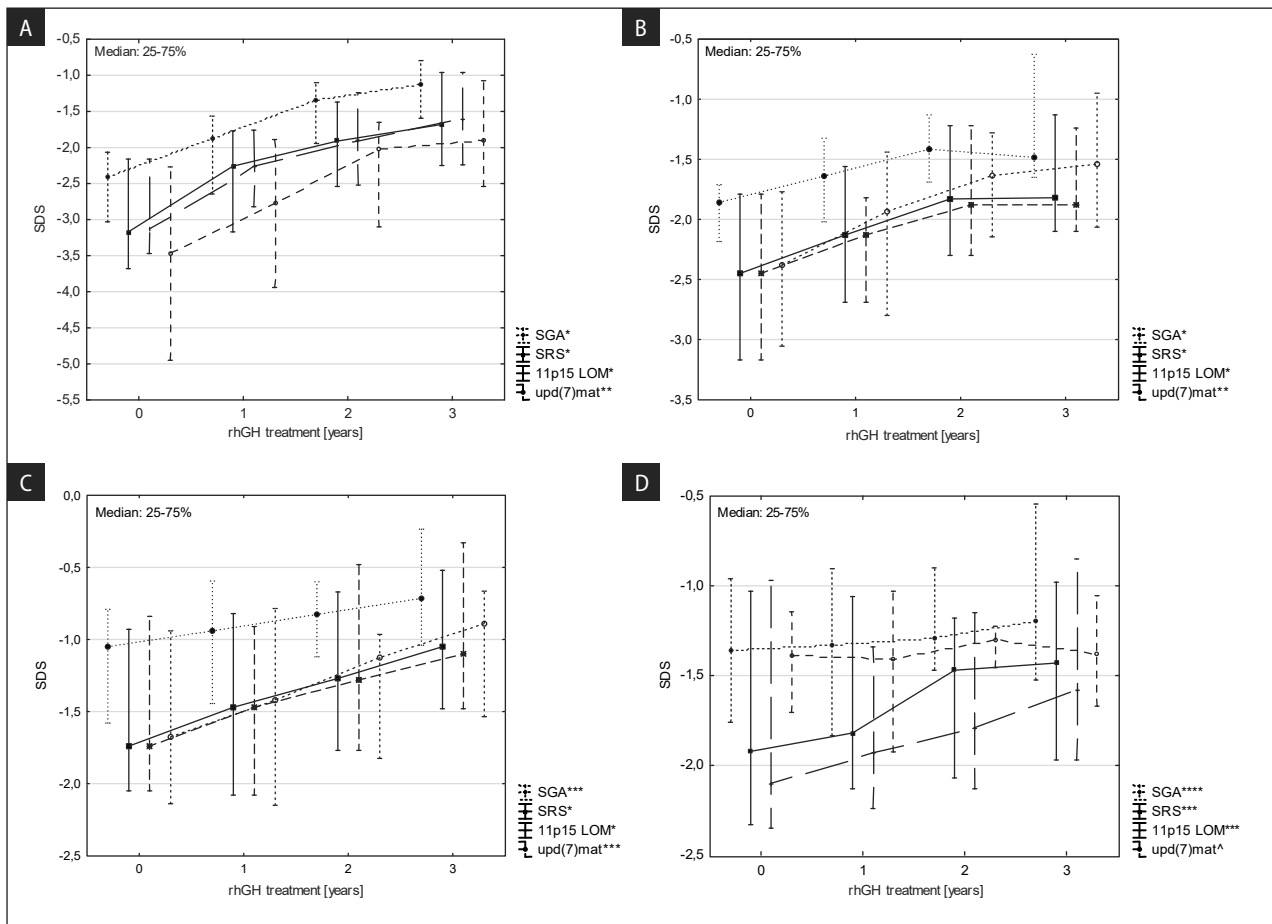 A
Median: 25-75%
-0,5
-1,0
-1,5
-2,0
-2,5
-3,0
-3,5
-4,0
-4,5
-5,0
-5,5
SDS
0 1 2 3
rhGH treatment [years]
SGA*
SRS*
11p15 LOM*
upd(7)mat**
B
Median: 25-75%
-0,5
-1,0
-1,5
-2,0
-2,5
-3,0
-3,5
SDS
0 1 2 3
rhGH treatment [years]
SGA*
SRS*
11p15 LOM*
upd(7)mat**
C
Median: 25-75%
0,0
-0,5
-1,0
-1,5
-2,0
-2,5
SDS
0 1 2 3
rhGH treatment [years]
SGA***
SRS*
11p15 LOM*
upd(7)mat***
D
Median: 25-75%
-0,5
-1,0
-1,5
-2,0
-2,5
SDS
0 1 2 3
rhGH treatment [years]
SGA****
SRS***
11p15 LOM***
upd(7)mat^